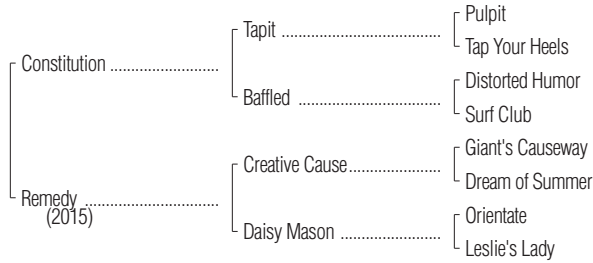 Pulpit
Tapit ........................................
Tap Your Heels
Constitution ...........................
Distorted Humor
Baffled ....................................
Surf Club
Giant's Causeway
Creative Cause.......................
Dream of Summer
Remedy .................................
(2015)
Orientate
Daisy Mason .........................
Leslie's Lady